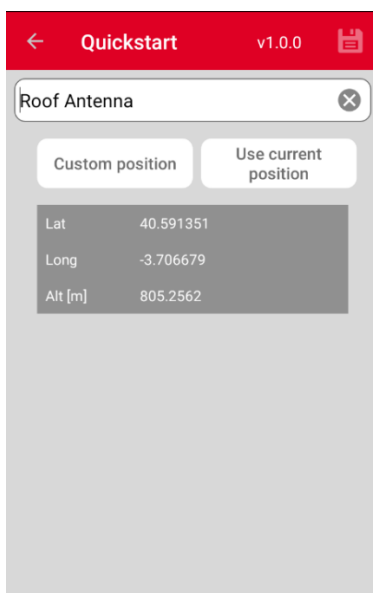 Quickstart v1.0.0
Roof Antenna
Custom position
Use current
position
Lat 40.591351
Long -3.706679
Alt [m] 805.2562